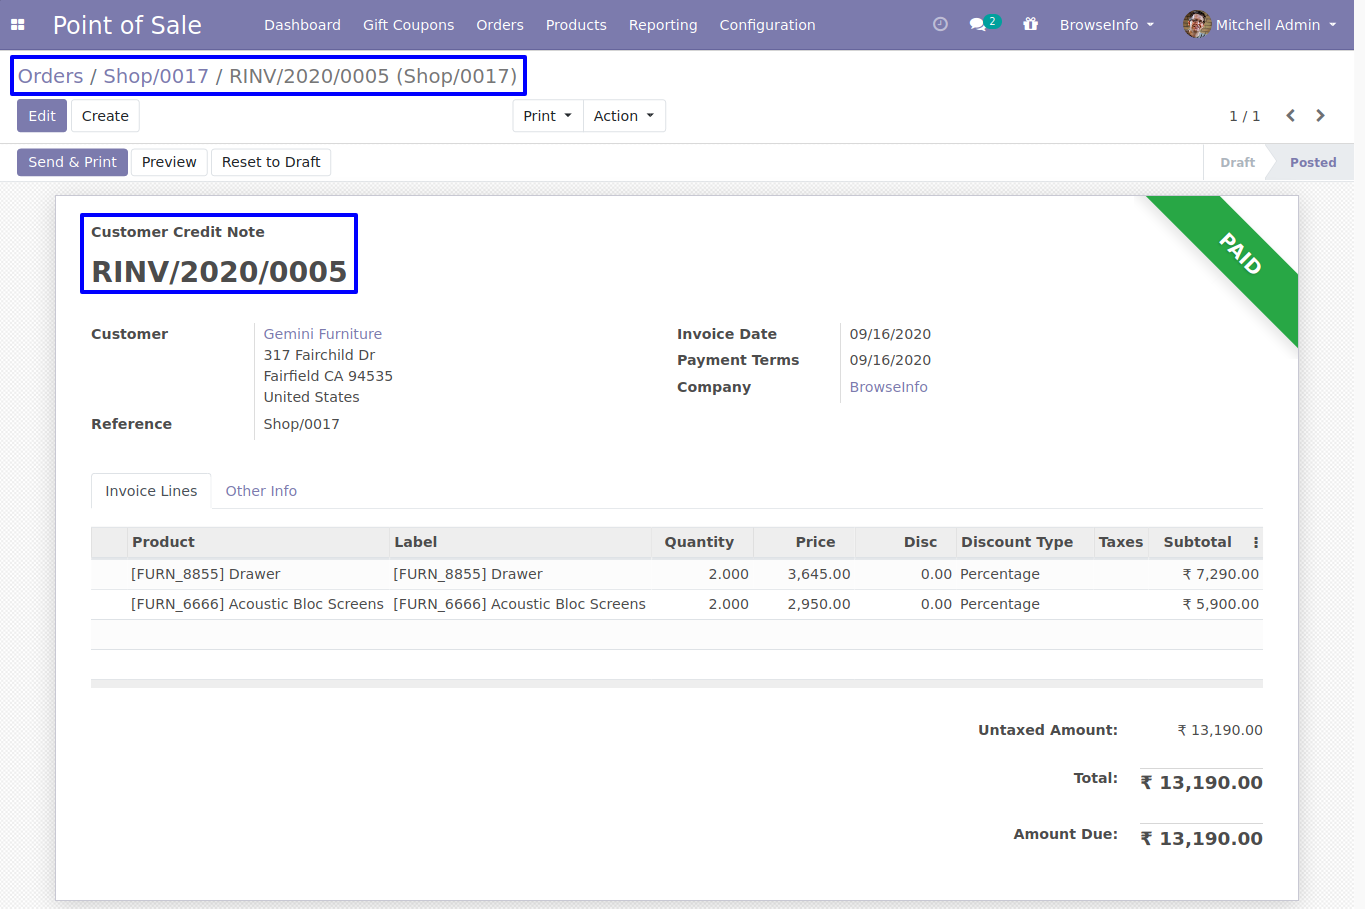 Point of Sale Dashboard Gift Coupons Orders Products Reporting Configuration 2 BrowseInfo Mitchell Admin
Orders / Shop/0017 / RINV/2020/0005 (Shop/0017)
Edit Create Print Action 1 / 1
Send & Print Preview Reset to Draft Draft Posted
PAID
Customer Credit Note
RINV/2020/0005
Customer Gemini Furniture
317 Fairchild Dr
Fairfield CA 94535
United States
Reference Shop/0017
Invoice Date 09/16/2020
Payment Terms 09/16/2020
Company BrowseInfo
Invoice Lines Other Info
Product Label Quantity Price Disc Discount Type Taxes Subtotal
[FURN_8855] Drawer [FURN_8855] Drawer 2.000 3,645.00 0.00 Percentage ₹ 7,290.00
[FURN_6666] Acoustic Bloc Screens [FURN_6666] Acoustic Bloc Screens 2.000 2,950.00 0.00 Percentage ₹ 5,900.00
Untaxed Amount: ₹ 13,190.00
Total: ₹ 13,190.00
Amount Due: ₹ 13,190.00